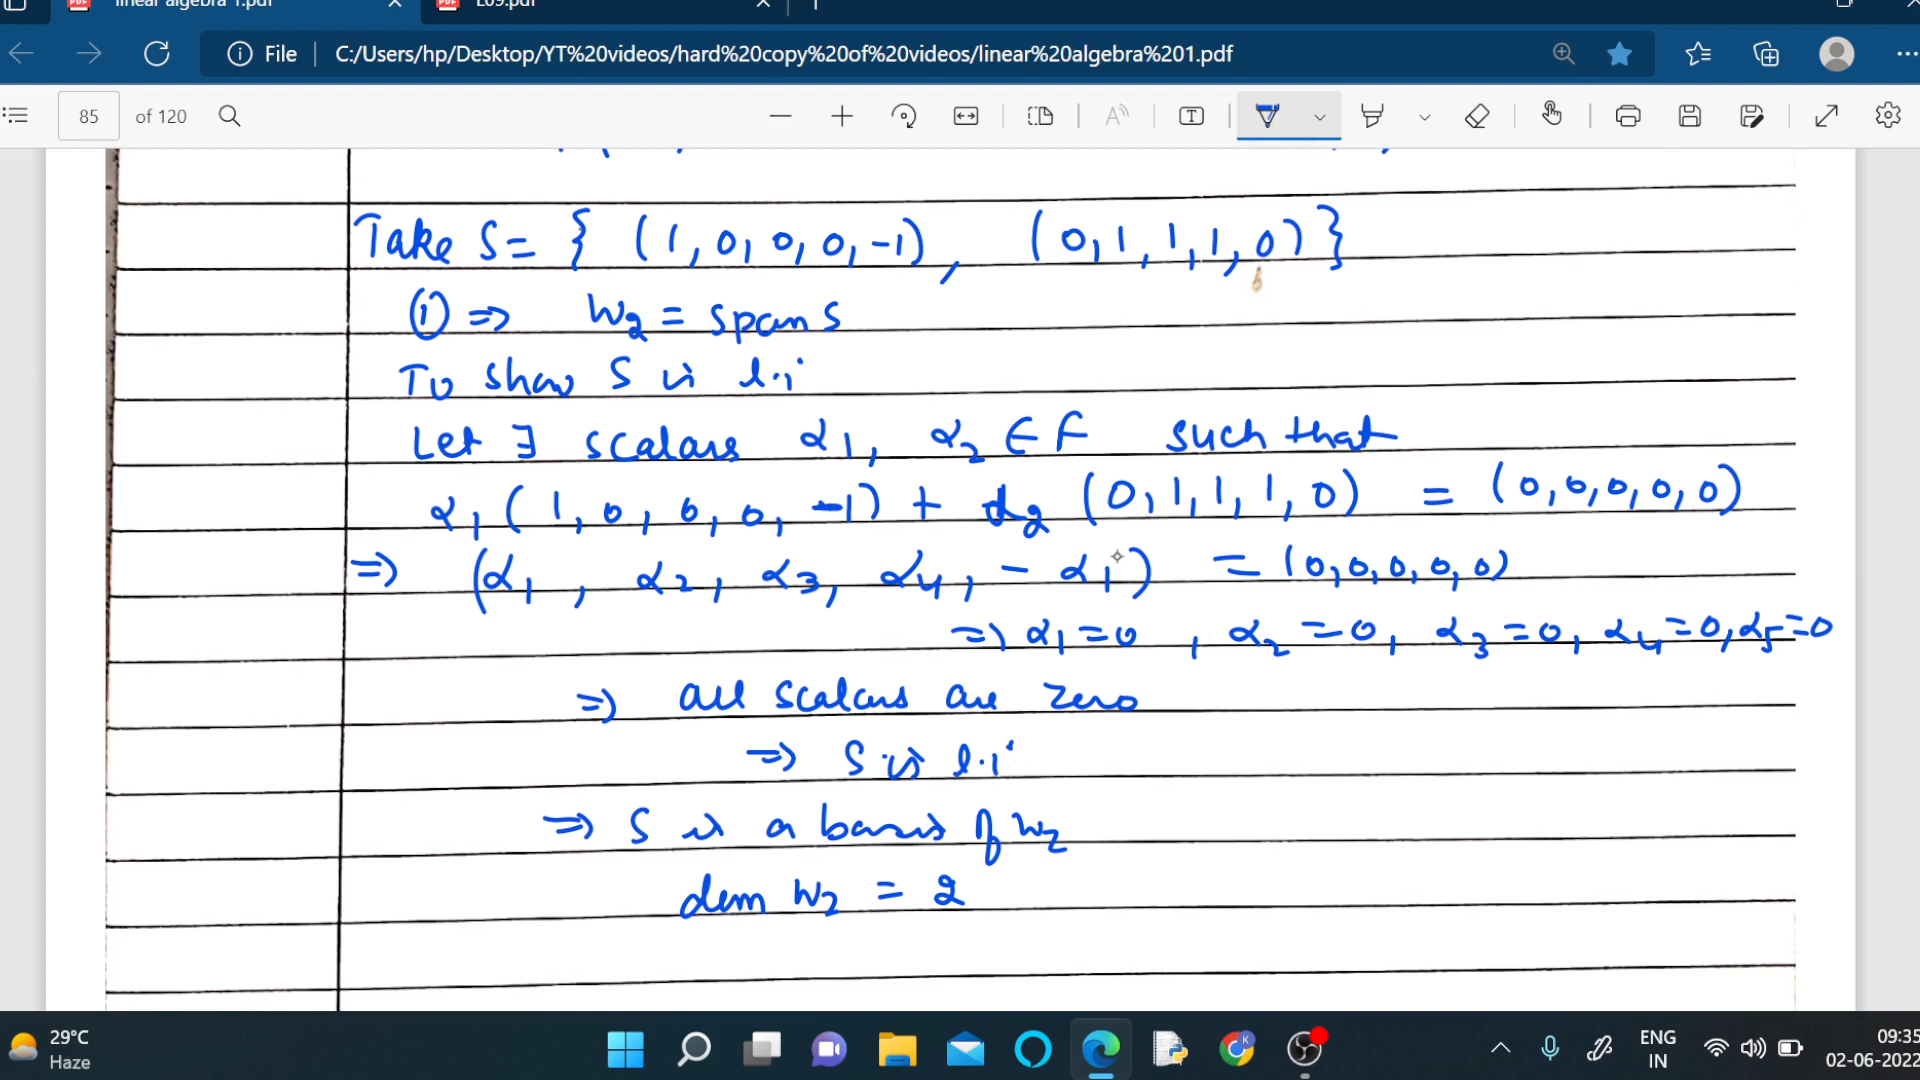 linear algebra 1.pdf
L09.pdf
File
C:/Users/hp/Desktop/YT%20videos/hard%20copy%20of%20videos/linear%20algebra%201.pdf
85 of 120
Take S = { (1, 0, 0, 0, -1), (0, 1, 1, 1, 0) }
① ⇒ W₂ = span S
To show S is l.i
Let ∃ scalars α₁, α₂ ∈ F such that
α₁ (1, 0, 0, 0, -1) + α₂ (0, 1, 1, 1, 0) = (0, 0, 0, 0, 0)
⇒ (α₁, α₂, α₃, α₄, - α₁) = (0, 0, 0, 0, 0)
⇒ α₁ = 0, α₂ = 0, α₃ = 0, α₄ = 0, α₅ = 0
⇒ all scalars are zero
⇒ S is l.i
⇒ S is a basis of W₂
dim W₂ = 2
29°C
Haze
ENG
IN
09:35
02-06-2022